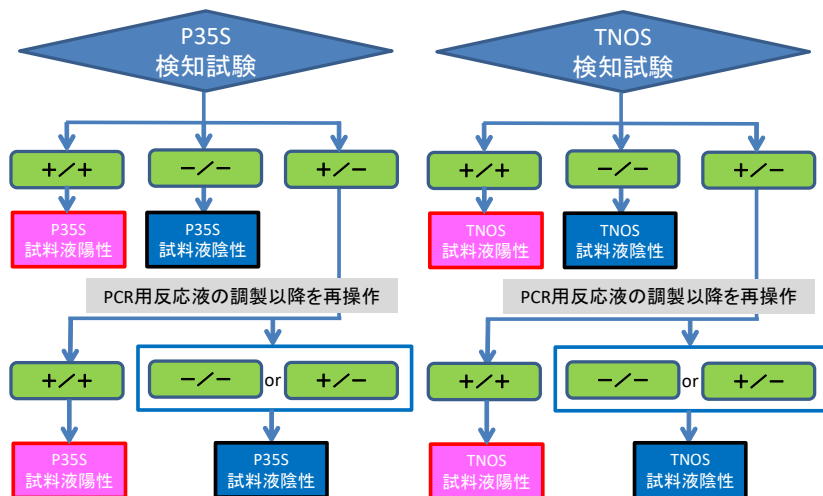 P35S
検知試験
+/+
-/-
+/-
P35S
試料液陽性
P35S
試料液陰性
PCR用反応液の調製以降を再操作
+/+
-/-
or
+/-
P35S
試料液陽性
P35S
試料液陰性
TNOS
検知試験
+/+
-/-
+/-
TNOS
試料液陽性
TNOS
試料液陰性
PCR用反応液の調製以降を再操作
+/+
-/-
or
+/-
TNOS
試料液陽性
TNOS
試料液陰性